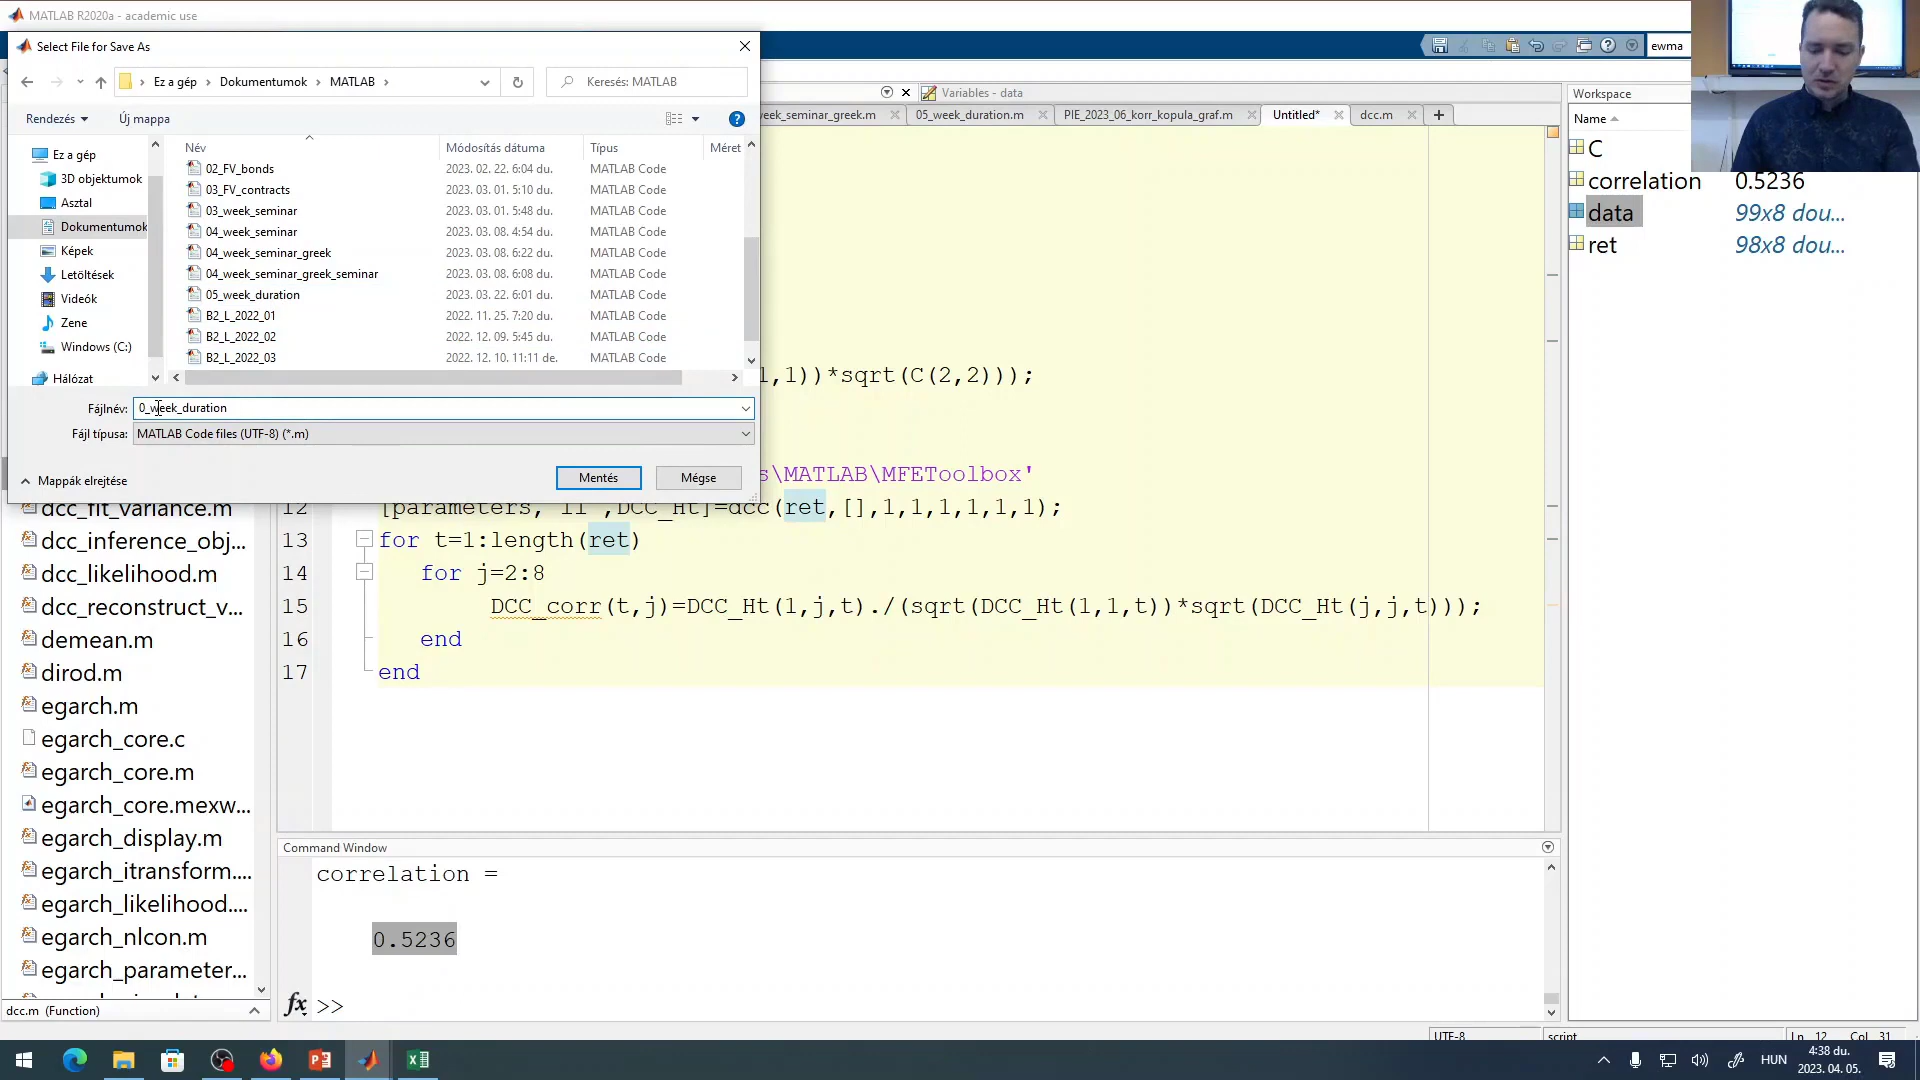 MATLAB R2020a - academic use
Select File for Save As
Ez a gép > Dokumentumok > MATLAB >
Keresés: MATLAB
Rendezés
Új mappa
Név
Módosítás dátuma
Típus
Méret
Ez a gép
3D objektumok
Asztal
Dokumentumok
Képek
Letöltések
Videók
Zene
Windows (C:)
Hálózat
02_FV_bonds 2023. 02. 22. 6:04 du. MATLAB Code
03_FV_contracts 2023. 03. 01. 5:10 du. MATLAB Code
03_week_seminar 2023. 03. 01. 5:48 du. MATLAB Code
04_week_seminar 2023. 03. 08. 4:54 du. MATLAB Code
04_week_seminar_greek 2023. 03. 08. 6:22 du. MATLAB Code
04_week_seminar_greek_seminar 2023. 03. 08. 6:08 du. MATLAB Code
05_week_duration 2023. 03. 22. 6:01 du. MATLAB Code
B2_L_2022_01 2022. 11. 25. 7:20 du. MATLAB Code
B2_L_2022_02 2022. 12. 09. 5:45 du. MATLAB Code
B2_L_2022_03 2022. 12. 10. 11:11 de. MATLAB Code
Fájlnév: 0_week_duration
Fájl típusa: MATLAB Code files (UTF-8) (*.m)
Mappák elrejtése
Mentés
Mégse
ewma
Variables - data
eek_seminar_greek.m
05_week_duration.m
PIE_2023_06_korr_kopula_graf.m
Untitled*
dcc.m
,1))*sqrt(C(2,2)));
s\MATLAB\MFEToolbox'
12 [parameters, ll ,DCC_Ht]=dcc(ret,[],1,1,1,1,1,1);
13 for t=1:length(ret)
14 for j=2:8
15 DCC_corr(t,j)=DCC_Ht(1,j,t)./(sqrt(DCC_Ht(1,1,t))*sqrt(DCC_Ht(j,j,t)));
16 end
17 end
dcc_fit_variance.m
dcc_inference_obj...
dcc_likelihood.m
dcc_reconstruct_v...
demean.m
dirod.m
egarch.m
egarch_core.c
egarch_core.m
egarch_core.mexw...
egarch_display.m
egarch_itransform....
egarch_likelihood....
egarch_nlcon.m
egarch_parameter...
dcc.m (Function)
Command Window
correlation =
0.5236
fx >>
Workspace
Name
C
correlation 0.5236
data 99x8 dou...
ret 98x8 dou...
UTF-8
script
Ln 12 Col 31
HUN
4:38 du.
2023. 04. 05.